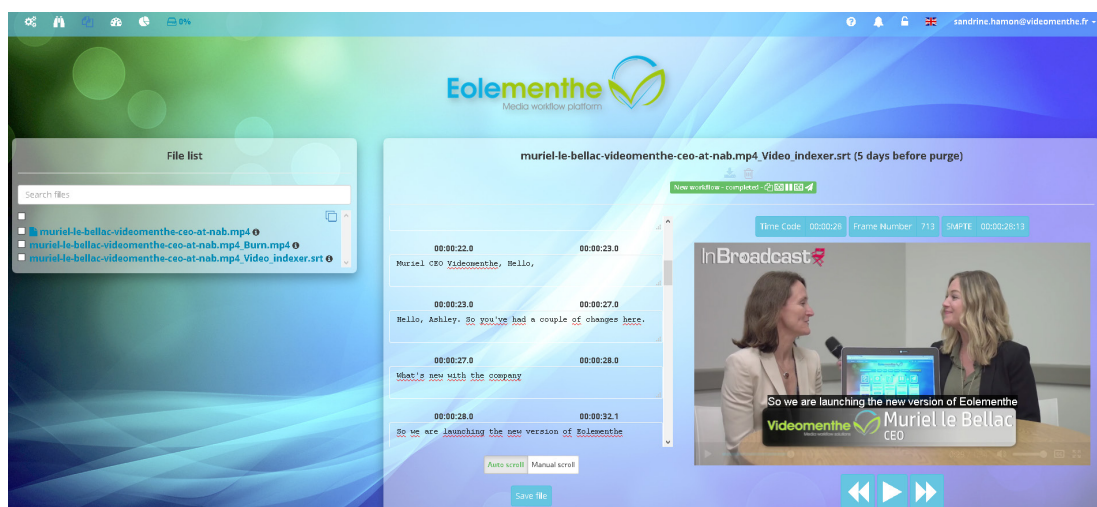 0%
sandrine.hamon@videomenthe.fr
Eolementhe
Media workflow platform
File list
Search files
muriel-le-bellac-videomenthe-ceo-at-nab.mp4
muriel-le-bellac-videomenthe-ceo-at-nab.mp4_Burn.mp4
muriel-le-bellac-videomenthe-ceo-at-nab.mp4_Video_indexer.srt
muriel-le-bellac-videomenthe-ceo-at-nab.mp4_Video_indexer.srt (5 days before purge)
New workflow - completed -
00:00:22.0 00:00:23.0
Muriel CEO Videomenthe, Hello,
00:00:23.0 00:00:27.0
Hello, Ashley. So you've had a couple of changes here.
00:00:27.0 00:00:28.0
What's new with the company
00:00:28.0 00:00:32.1
So we are launching the new version of Eolementhe
Auto scroll Manual scroll
Save file
Time Code 00:00:28 Frame Number 713 SMPTE 00:00:28:13
InBroadcast
So we are launching the new version of Eolementhe
Videomenthe
Media workflow solutions
Muriel le Bellac
CEO